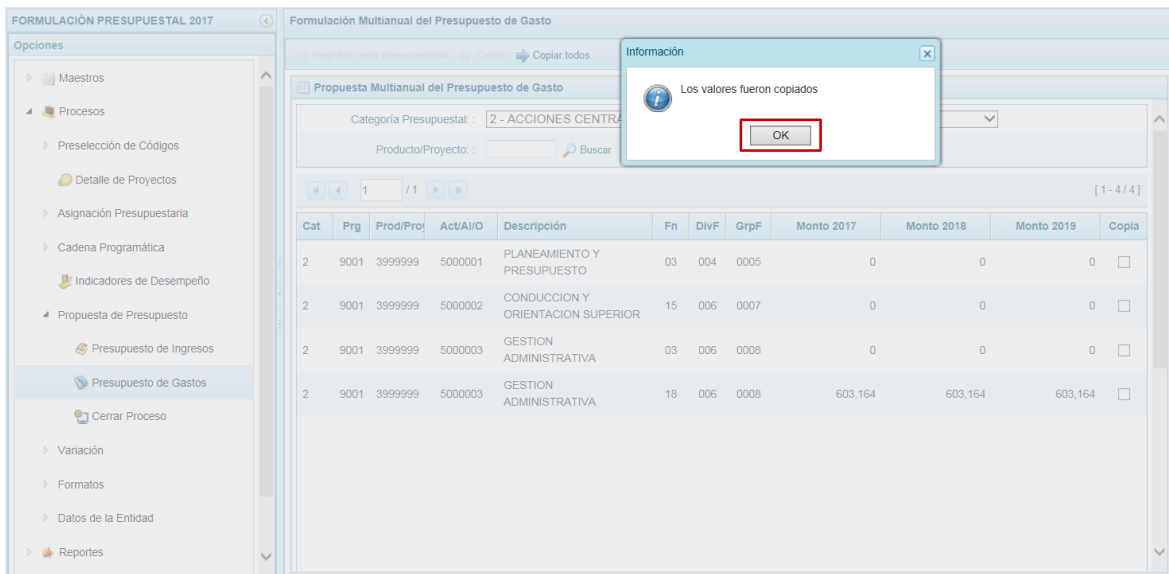 FORMULACIÓN PRESUPUESTAL 2017
Opciones
Maestros
Procesos
Preselección de Códigos
Detalle de Proyectos
Asignación Presupuestaria
Cadena Programática
Indicadores de Desempeño
Propuesta de Presupuesto
Presupuesto de Ingresos
Presupuesto de Gastos
Cerrar Proceso
Variación
Formatos
Datos de la Entidad
Reportes
Formulación Multianual del Presupuesto de Gasto
Copiar Copiar todos
Propuesta Multianual del Presupuesto de Gasto
Categoría Presupuestal: : 2 - ACCIONES CENTRA
Producto/Proyecto: : Buscar
Información
Los valores fueron copiados
OK
1 / 1 [ 1 - 4 / 4 ]
Cat Prg Prod/Proy Act/AI/O Descripción Fn DivF GrpF Monto 2017 Monto 2018 Monto 2019 Copia
2 9001 3999999 5000001 PLANEAMIENTO Y PRESUPUESTO 03 004 0005 0 0 0
2 9001 3999999 5000002 CONDUCCION Y ORIENTACION SUPERIOR 15 006 0007 0 0 0
2 9001 3999999 5000003 GESTION ADMINISTRATIVA 03 006 0008 0 0 0
2 9001 3999999 5000003 GESTION ADMINISTRATIVA 18 006 0008 603,164 603,164 603,164